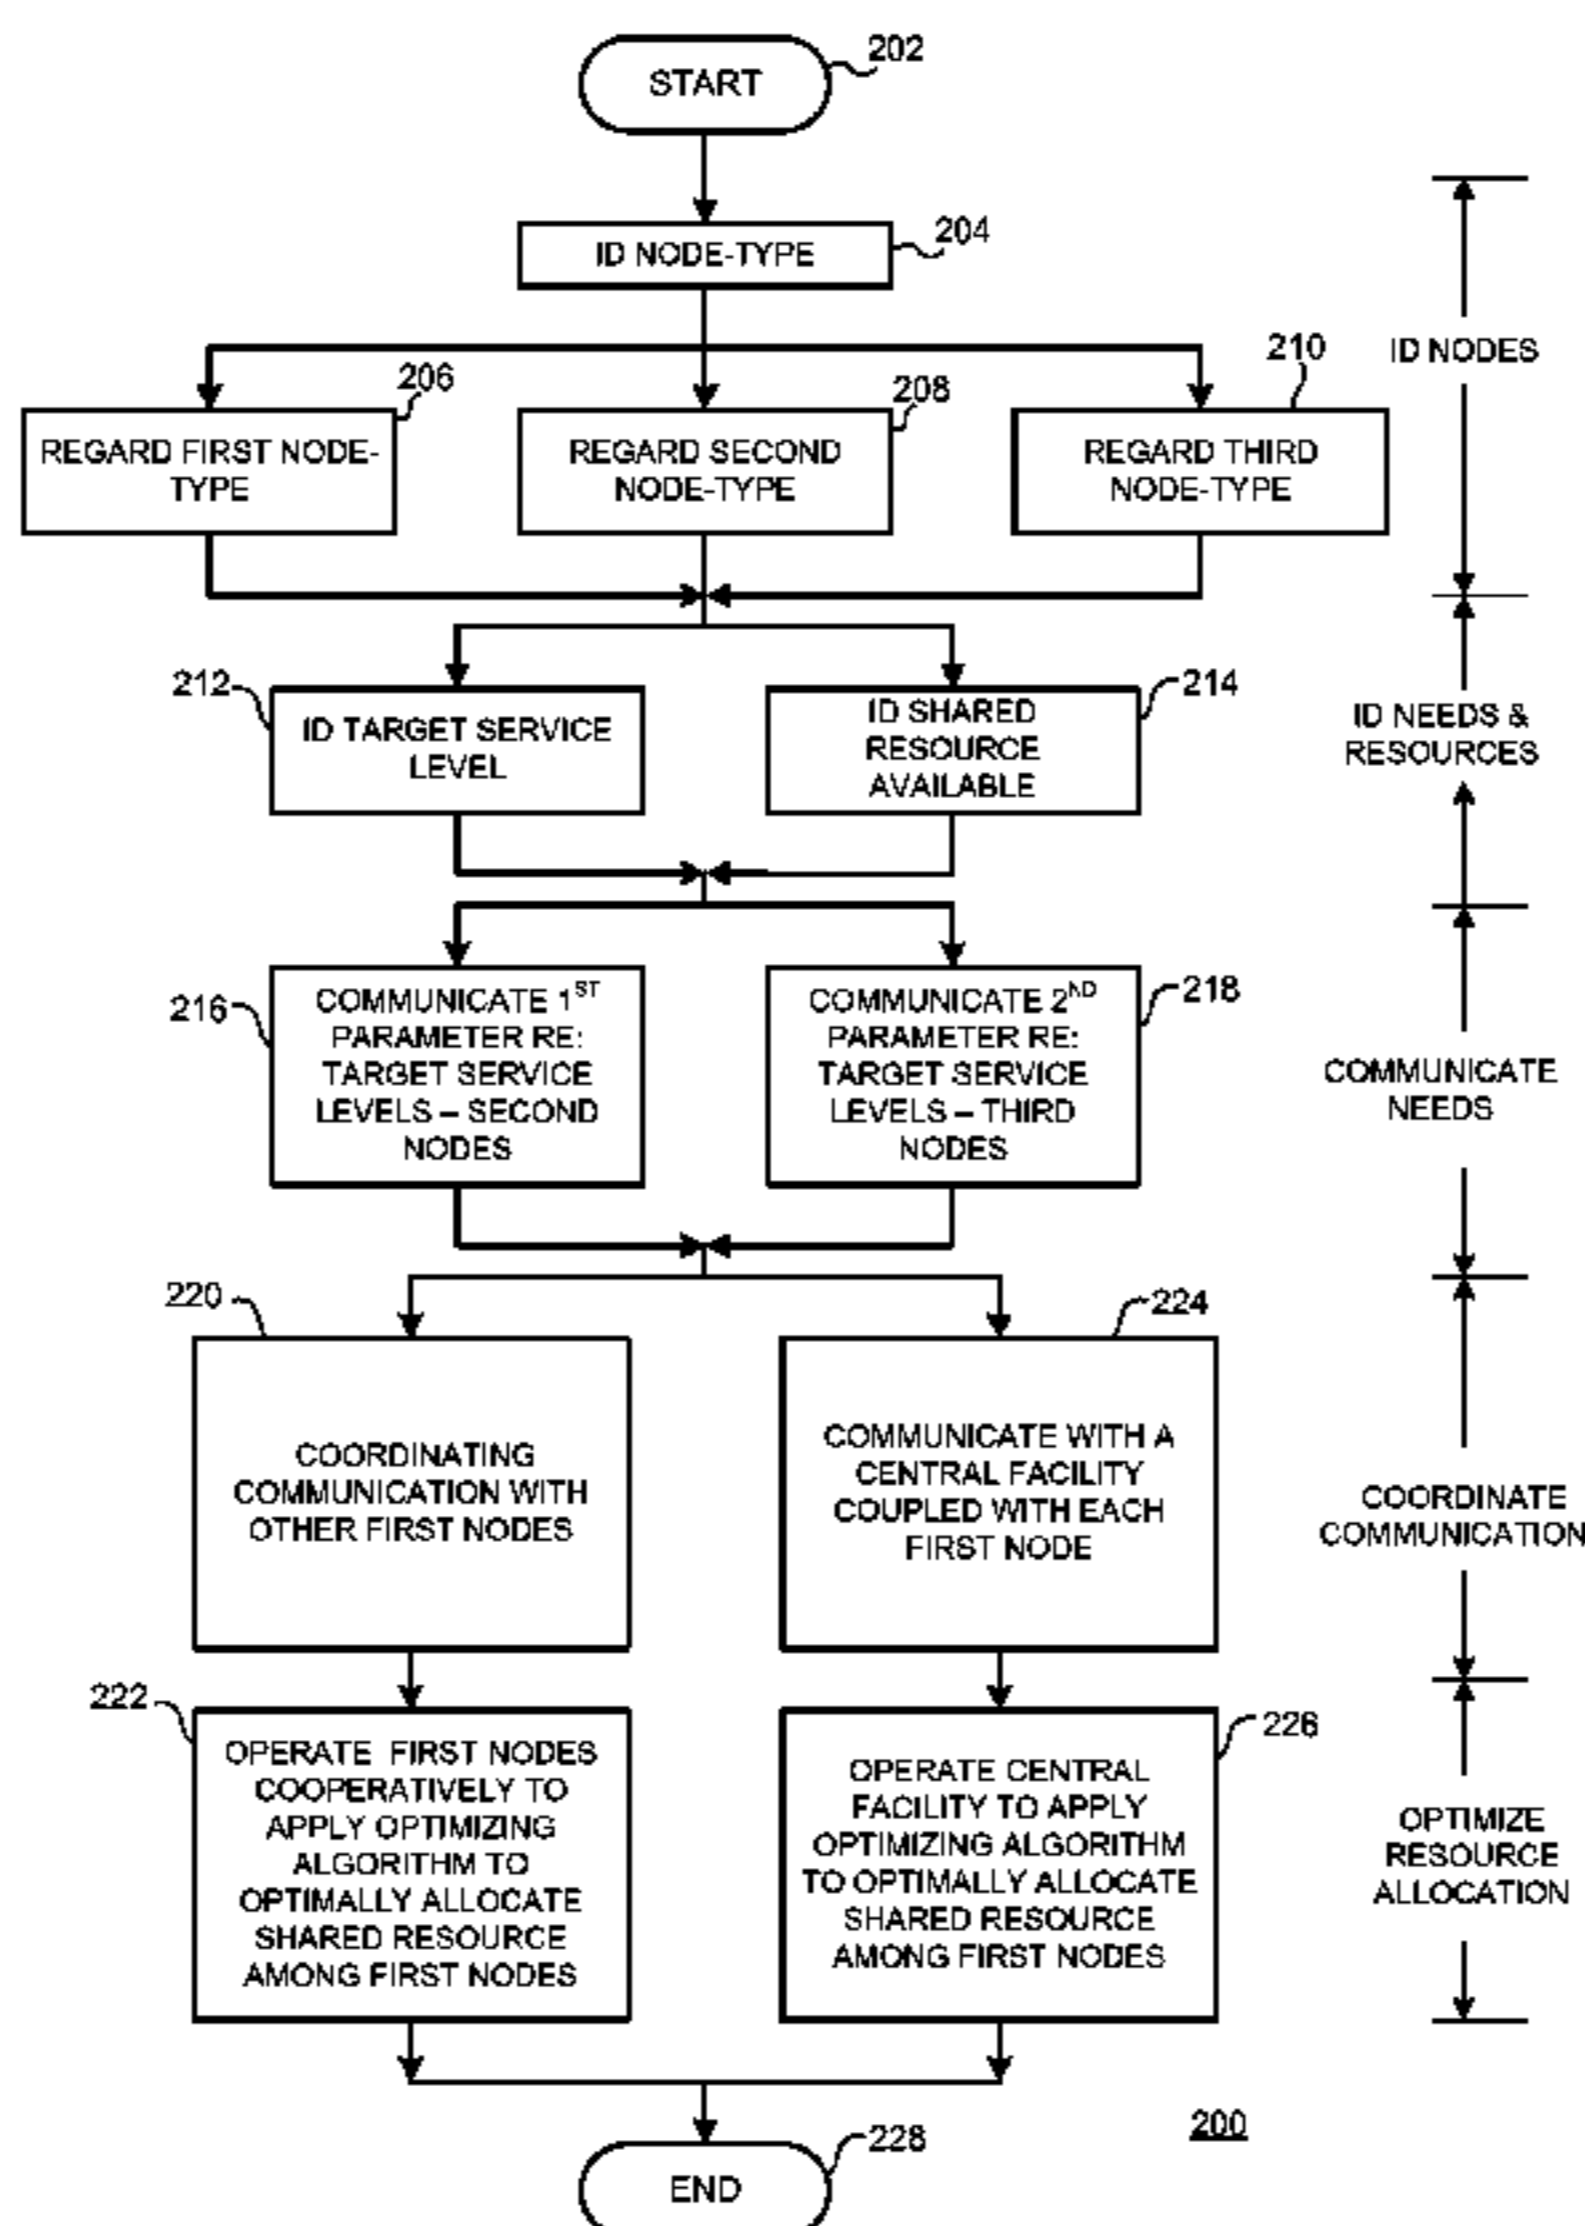 START
202
ID NODE-TYPE
204
ID NODES
REGARD FIRST NODE-
TYPE
206
REGARD SECOND
NODE-TYPE
208
REGARD THIRD
NODE-TYPE
210
212
ID TARGET SERVICE
LEVEL
ID SHARED
RESOURCE
AVAILABLE
214
ID NEEDS &
RESOURCES
216
COMMUNICATE 1ST
PARAMETER RE:
TARGET SERVICE
LEVELS – SECOND
NODES
COMMUNICATE 2ND
PARAMETER RE:
TARGET SERVICE
LEVELS – THIRD
NODES
218
COMMUNICATE
NEEDS
220
COORDINATING
COMMUNICATION WITH
OTHER FIRST NODES
224
COMMUNICATE WITH A
CENTRAL FACILITY
COUPLED WITH EACH
FIRST NODE
COORDINATE
COMMUNICATION
222
OPERATE FIRST NODES
COOPERATIVELY TO
APPLY OPTIMIZING
ALGORITHM TO
OPTIMALLY ALLOCATE
SHARED RESOURCE
AMONG FIRST NODES
226
OPERATE CENTRAL
FACILITY TO APPLY
OPTIMIZING ALGORITHM
TO OPTIMALLY ALLOCATE
SHARED RESOURCE
AMONG FIRST NODES
OPTIMIZE
RESOURCE
ALLOCATION
END
228
200